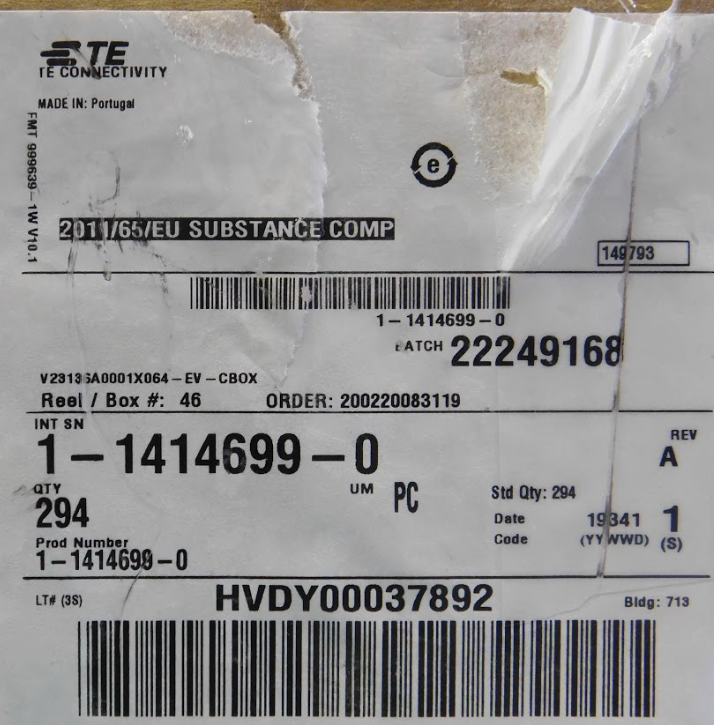 TE
TE CONNECTIVITY
MADE IN: Portugal
FMT 999639-1W V10.1
e
2011/65/EU SUBSTANCE COMP
149793
1-1414699-0
BATCH 22249168
V23136A0001X064-EV-CBOX
Reel / Box #: 46 ORDER: 200220083119
INT SN
1-1414699-0
REV
A
QTY
294
UM PC
Std Qty: 294
Date Code 19341 (YYWWD)
1 (S)
Prod Number
1-1414699-0
LT# (3S) HVDY00037892 Bldg: 713